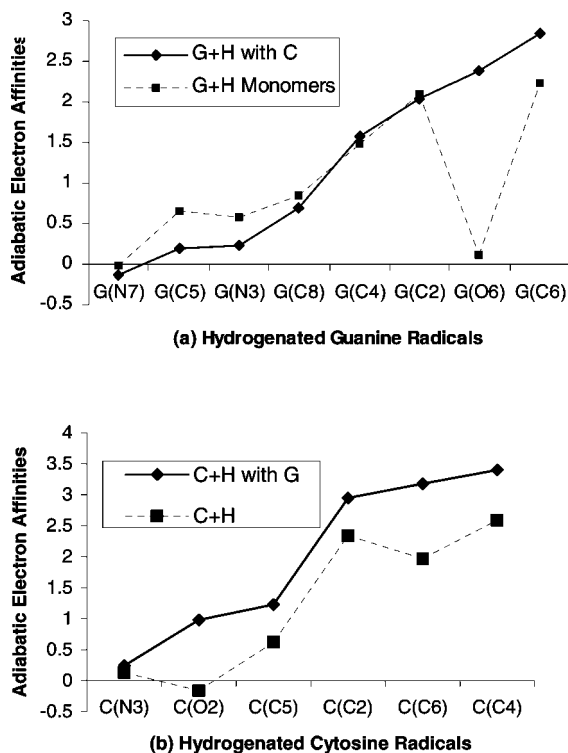 Adiabatic Electron Affinities
3
2.5
2
1.5
1
0.5
0
-0.5
G+H with C
G+H Monomers
G(N7) G(C5) G(N3) G(C8) G(C4) G(C2) G(O6) G(C6)
(a) Hydrogenated Guanine Radicals
Adiabatic Electron Affinities
4
3.5
3
2.5
2
1.5
1
0.5
0
-0.5
C+H with G
C+H
C(N3) C(O2) C(C5) C(C2) C(C6) C(C4)
(b) Hydrogenated Cytosine Radicals